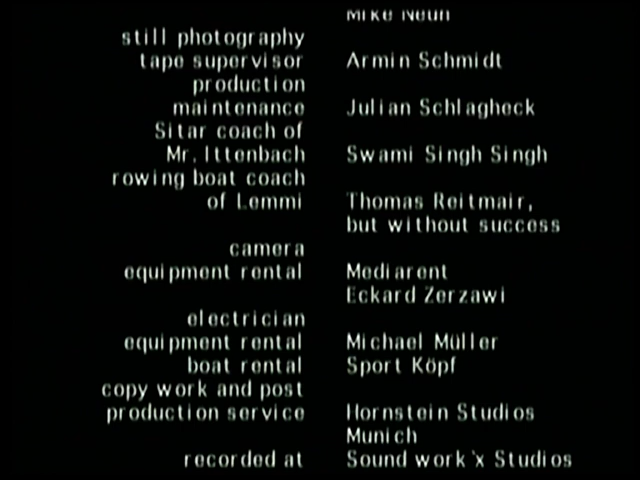 Mike Neun
still photography
tape supervisor Armin Schmidt
production
maintenance Julian Schlagheck
Sitar coach of
Mr. Ittenbach Swami Singh Singh
rowing boat coach
of Lemmi Thomas Reitmair,
but without success
camera
equipment rental Mediarent
Eckard Zerzawi
electrician
equipment rental Michael Müller
boat rental Sport Köpf
copy work and post
production service Hornstein Studios
Munich
recorded at Sound work'x Studios